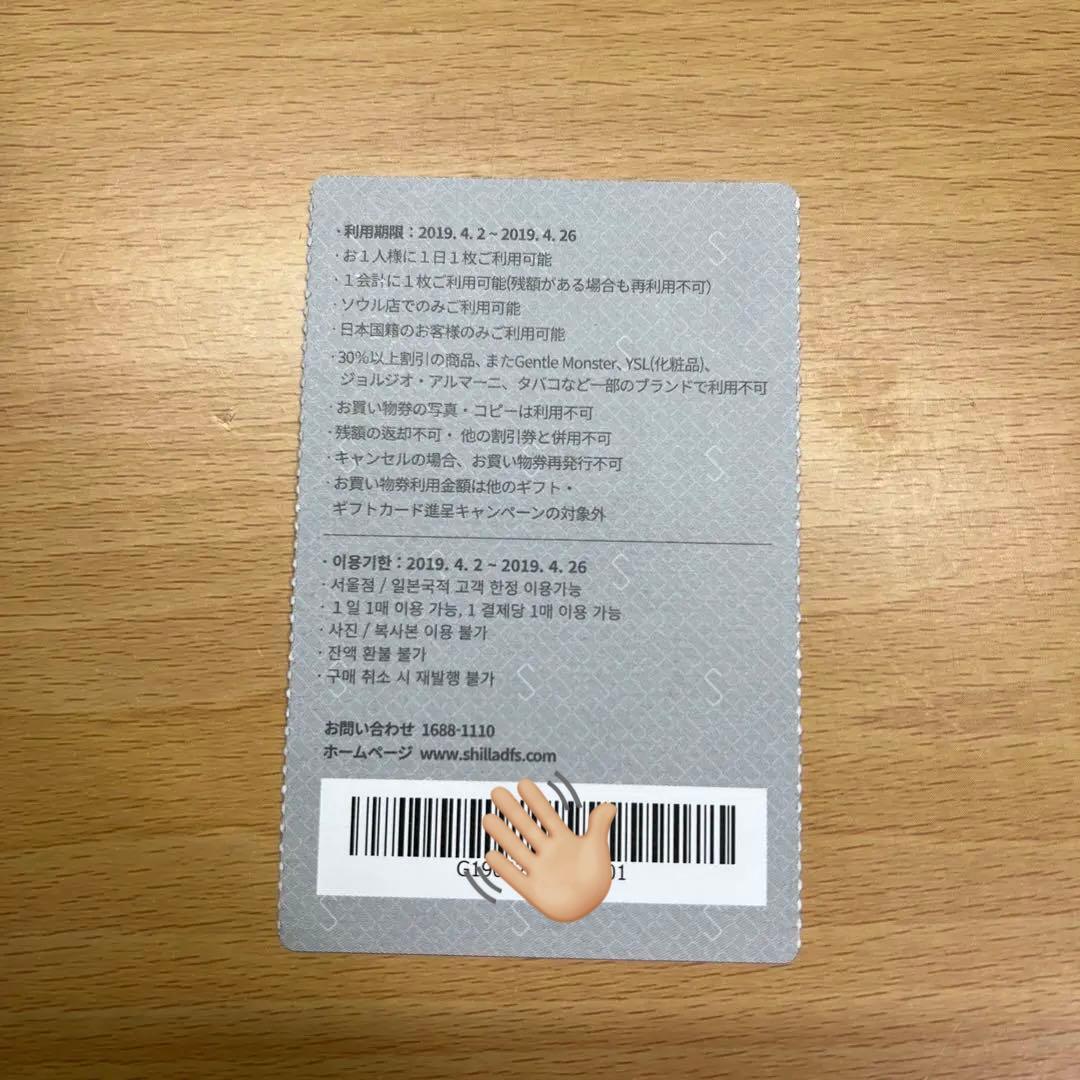 ・利用期限：2019. 4. 2 ~ 2019. 4. 26
・お１人様に１日１枚ご利用可能
・１会計に１枚ご利用可能(残額がある場合も再利用不可)
・ソウル店でのみご利用可能
・日本国籍のお客様のみご利用可能
・30%以上割引の商品、またGentle Monster、YSL(化粧品)、
ジョルジオ・アルマーニ、タバコなど一部のブランドで利用不可
・お買い物券の写真・コピーは利用不可
・残額の返却不可・ 他の割引券と併用不可
・キャンセルの場合、お買い物券再発行不可
・お買い物券利用金額は他のギフト・
ギフトカード進呈キャンペーンの対象外
・이용기한 : 2019. 4. 2 ~ 2019. 4. 26
・서울점 / 일본국적 고객 한정 이용가능
・１일 1매 이용 가능, 1 결제당 1매 이용 가능
・사진 / 복사본 이용 불가
・잔액 환불 불가
・구매 취소 시 재발행 불가
お問い合わせ 1688-1110
ホームページ www.shilladfs.com
G19 01